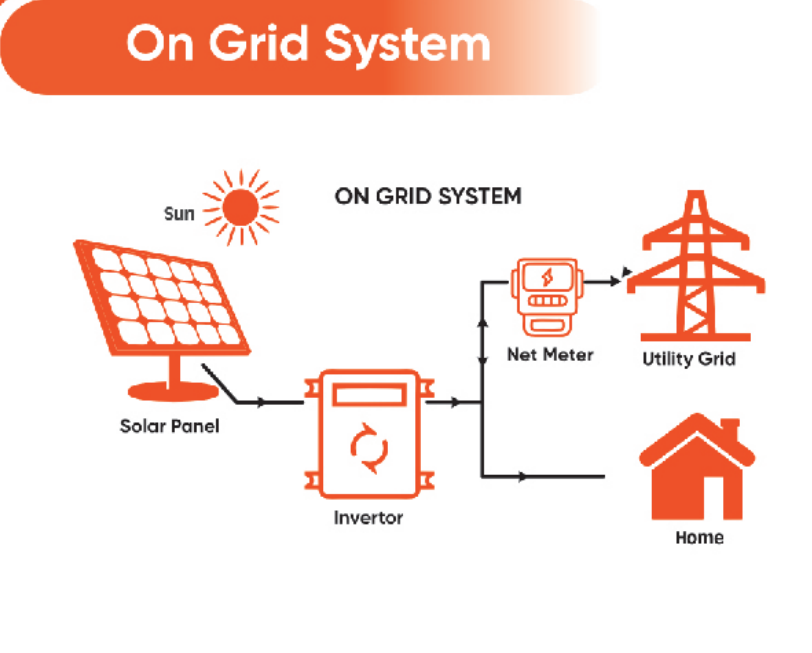 On Grid System
ON GRID SYSTEM
Sun
Net Meter
Utility Grid
Solar Panel
Invertor
Home